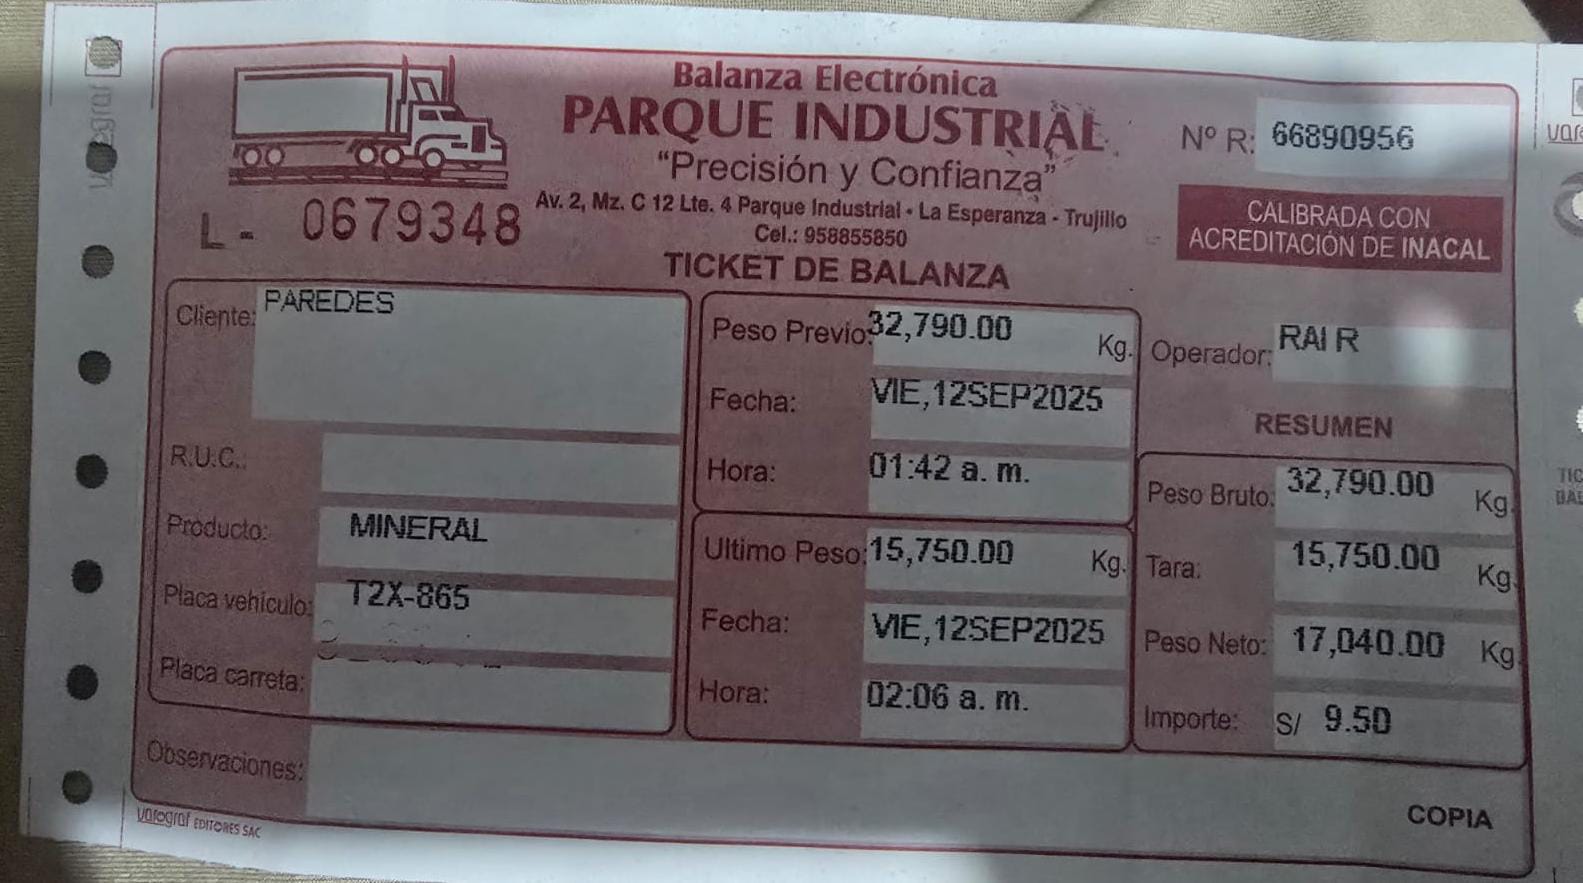 Balanza Electrónica
PARQUE INDUSTRIAL
"Precisión y Confianza"
Av. 2, Mz. C 12 Lte. 4 Parque Industrial • La Esperanza - Trujillo
Cel.: 958855850
TICKET DE BALANZA
L- 0679348
Nº R: 66890956
CALIBRADA CON
ACREDITACIÓN DE INACAL
Cliente: PAREDES
R.U.C.:
Producto: MINERAL
Placa vehículo: T2X-865
Placa carreta:
Observaciones:
Peso Previo: 32,790.00 Kg.
Fecha: VIE,12SEP2025
Hora: 01:42 a. m.
Ultimo Peso: 15,750.00 Kg.
Fecha: VIE,12SEP2025
Hora: 02:06 a. m.
Operador: RAI R
RESUMEN
Peso Bruto: 32,790.00 Kg.
Tara: 15,750.00 Kg.
Peso Neto: 17,040.00 Kg.
Importe: S/ 9.50
COPIA
varograf EDITORES SAC